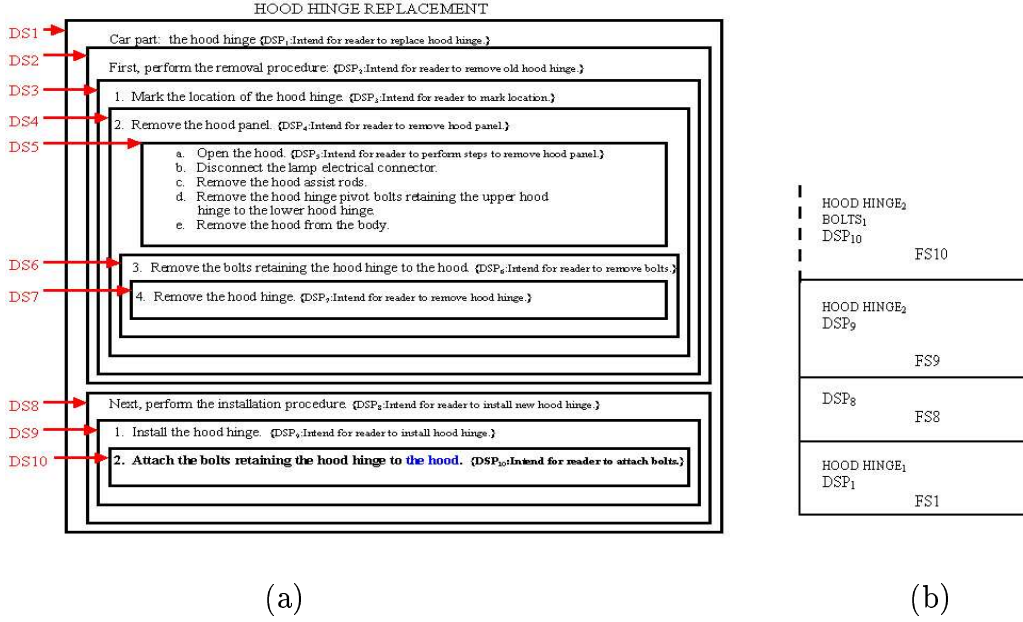 HOOD HINGE REPLACEMENT
DS1
Car part: the hood hinge {DSP₁:Intend for reader to replace hood hinge.}
DS2
First, perform the removal procedure: {DSP₂:Intend for reader to remove old hood hinge.}
DS3
1. Mark the location of the hood hinge. {DSP₃:Intend for reader to mark location.}
DS4
2. Remove the hood panel. {DSP₄:Intend for reader to remove hood panel.}
DS5
a. Open the hood. {DSP₅:Intend for reader to perform steps to remove hood panel.}
b. Disconnect the lamp electrical connector.
c. Remove the hood assist rods.
d. Remove the hood hinge pivot bolts retaining the upper hood
hinge to the lower hood hinge.
e. Remove the hood from the body.
DS6
3. Remove the bolts retaining the hood hinge to the hood. {DSP₆:Intend for reader to remove bolts.}
DS7
4. Remove the hood hinge. {DSP₇:Intend for reader to remove hood hinge.}
DS8
Next, perform the installation procedure. {DSP₈:Intend for reader to install new hood hinge.}
DS9
1. Install the hood hinge. {DSP₉:Intend for reader to install hood hinge.}
DS10
2. Attach the bolts retaining the hood hinge to the hood. {DSP₁₀:Intend for reader to attach bolts.}
(a)
HOOD HINGE₂
BOLTS₁
DSP₁₀
FS10
HOOD HINGE₂
DSP₉
FS9
DSP₈
FS8
HOOD HINGE₁
DSP₁
FS1
(b)